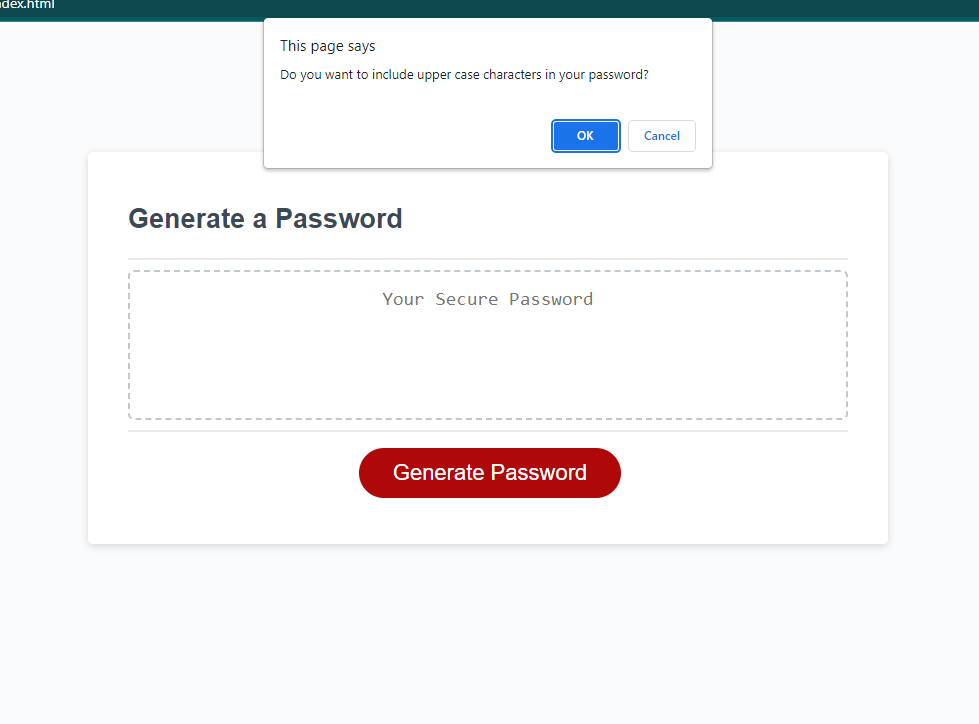 dex.html
This page says
Do you want to include upper case characters in your password?
OK
Cancel
Generate a Password
Your Secure Password
Generate Password